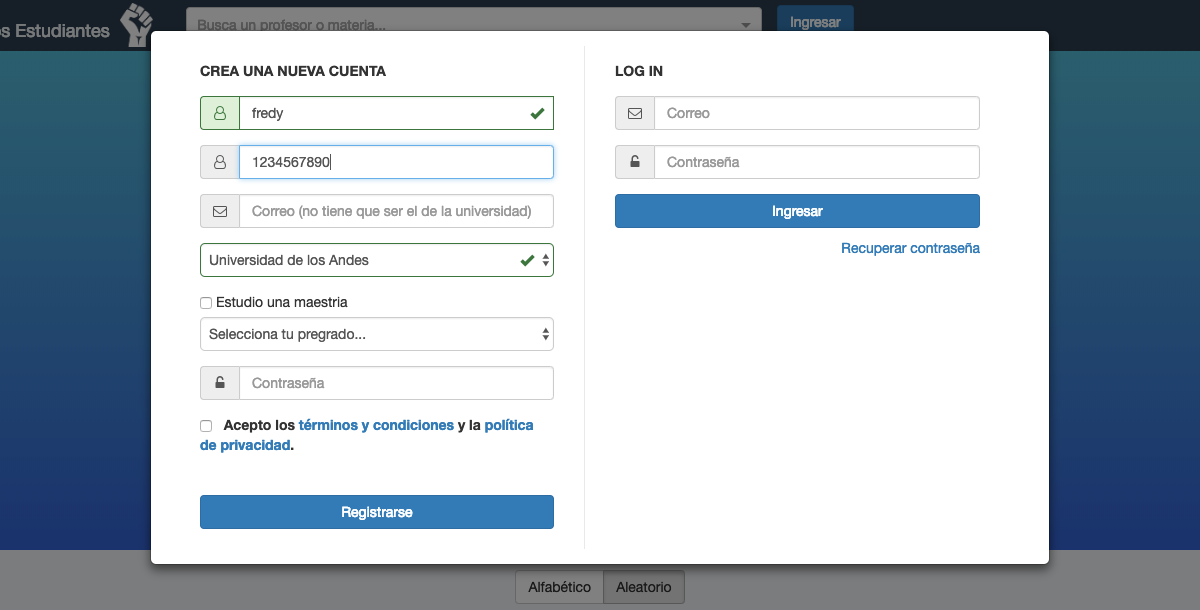 s Estudiantes
Busca un profesor o materia...
Ingresar
CREA UNA NUEVA CUENTA
fredy
1234567890
Correo (no tiene que ser el de la universidad)
Universidad de los Andes
Estudio una maestria
Selecciona tu pregrado...
Contraseña
Acepto los términos y condiciones y la política
de privacidad.
Registrarse
LOG IN
Correo
Contraseña
Ingresar
Recuperar contraseña
Alfabético
Aleatorio